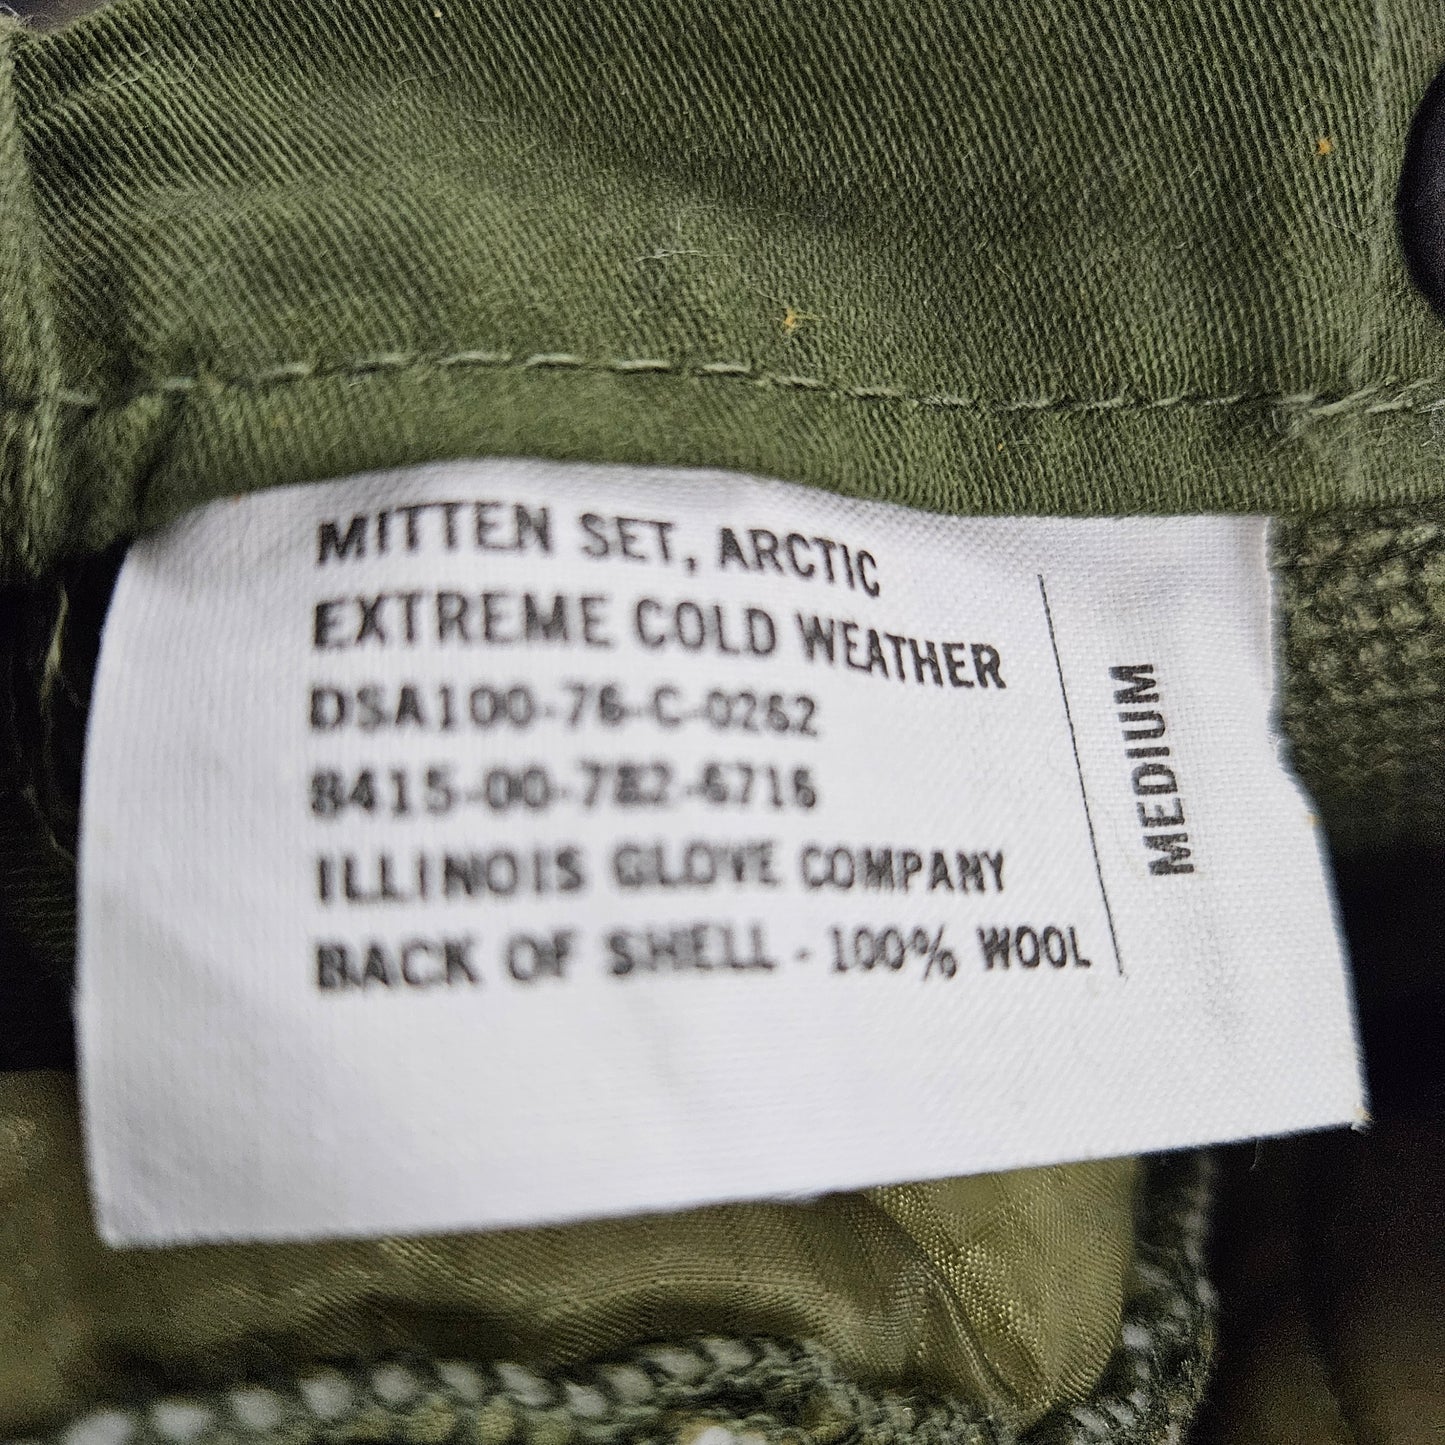 MITTEN SET, ARCTIC
EXTREME COLD WEATHER
DSA100-76-C-0262
8415-00-782-6716
ILLINOIS GLOVE COMPANY
BACK OF SHELL - 100% WOOL
MEDIUM